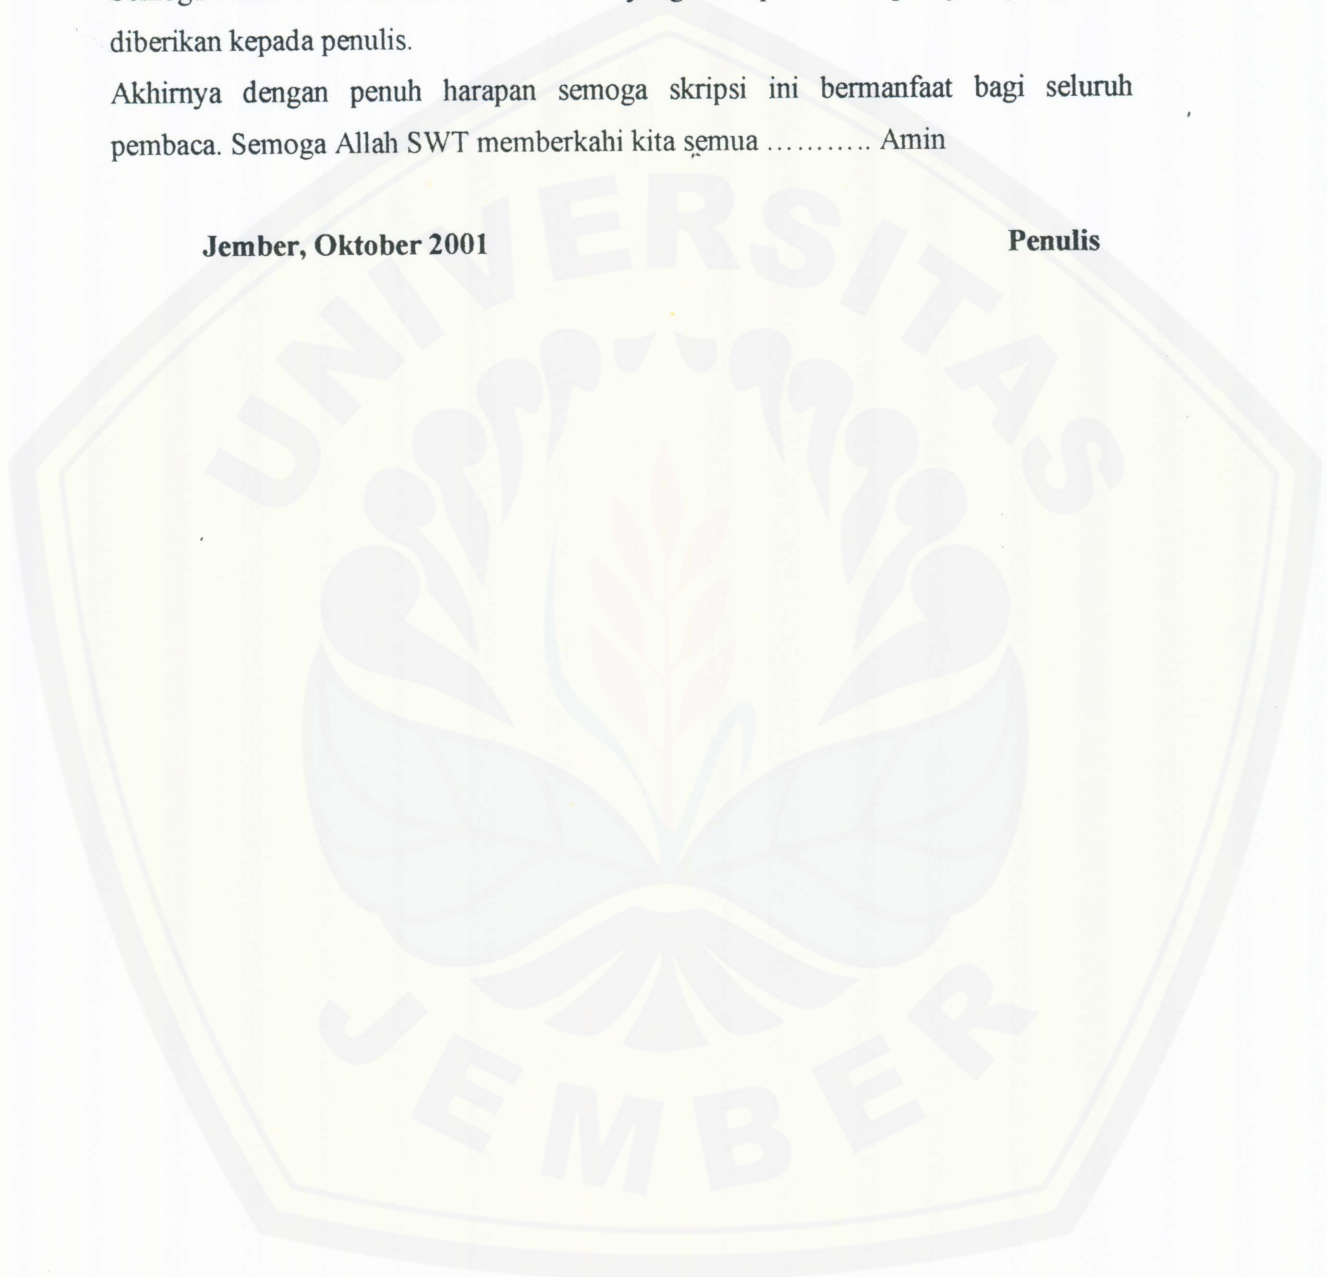 diberikan kepada penulis.
Akhirnya dengan penuh harapan semoga skripsi ini bermanfaat bagi seluruh
pembaca. Semoga Allah SWT memberkahi kita semua ........... Amin
Jember, Oktober 2001 Penulis
UNIVERSITAS
JEMBER